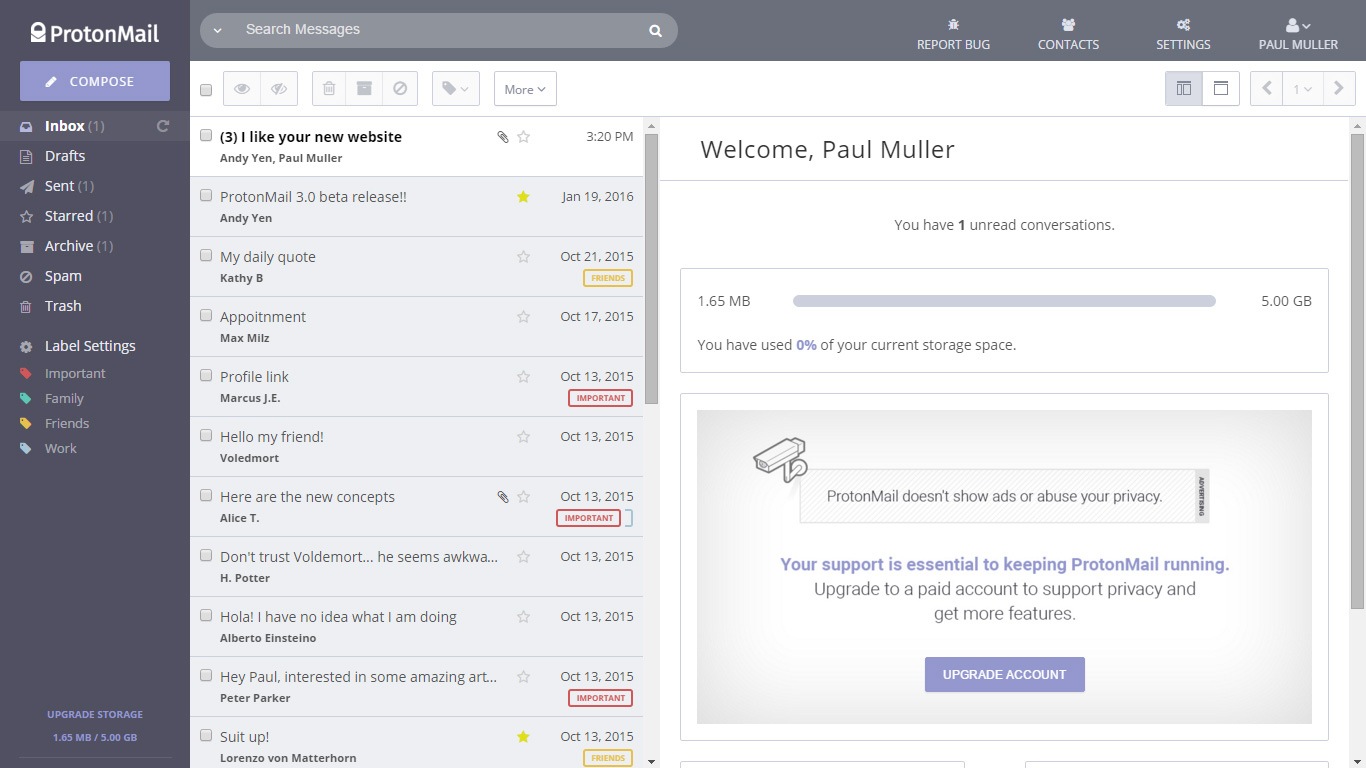 ProtonMail
Search Messages
REPORT BUG
CONTACTS
SETTINGS
PAUL MULLER
COMPOSE
More
1
Inbox (1)
Drafts
Sent (1)
Starred (1)
Archive (1)
Spam
Trash
Label Settings
Important
Family
Friends
Work
UPGRADE STORAGE
1.65 MB / 5.00 GB
(3) I like your new website 3:20 PM
Andy Yen, Paul Muller
ProtonMail 3.0 beta release!! Jan 19, 2016
Andy Yen
My daily quote Oct 21, 2015
Kathy B FRIENDS
Appoitnment Oct 17, 2015
Max Milz
Profile link Oct 13, 2015
Marcus J.E. IMPORTANT
Hello my friend! Oct 13, 2015
Voledmort
Here are the new concepts Oct 13, 2015
Alice T. IMPORTANT
Don't trust Voldemort... he seems awkwa... Oct 13, 2015
H. Potter
Hola! I have no idea what I am doing Oct 13, 2015
Alberto Einsteino
Hey Paul, interested in some amazing art... Oct 13, 2015
Peter Parker IMPORTANT
Suit up! Oct 13, 2015
Lorenzo von Matterhorn FRIENDS
Welcome, Paul Muller
You have 1 unread conversations.
1.65 MB 5.00 GB
You have used 0% of your current storage space.
ProtonMail doesn't show ads or abuse your privacy.
ADVERTISING
Your support is essential to keeping ProtonMail running.
Upgrade to a paid account to support privacy and
get more features.
UPGRADE ACCOUNT